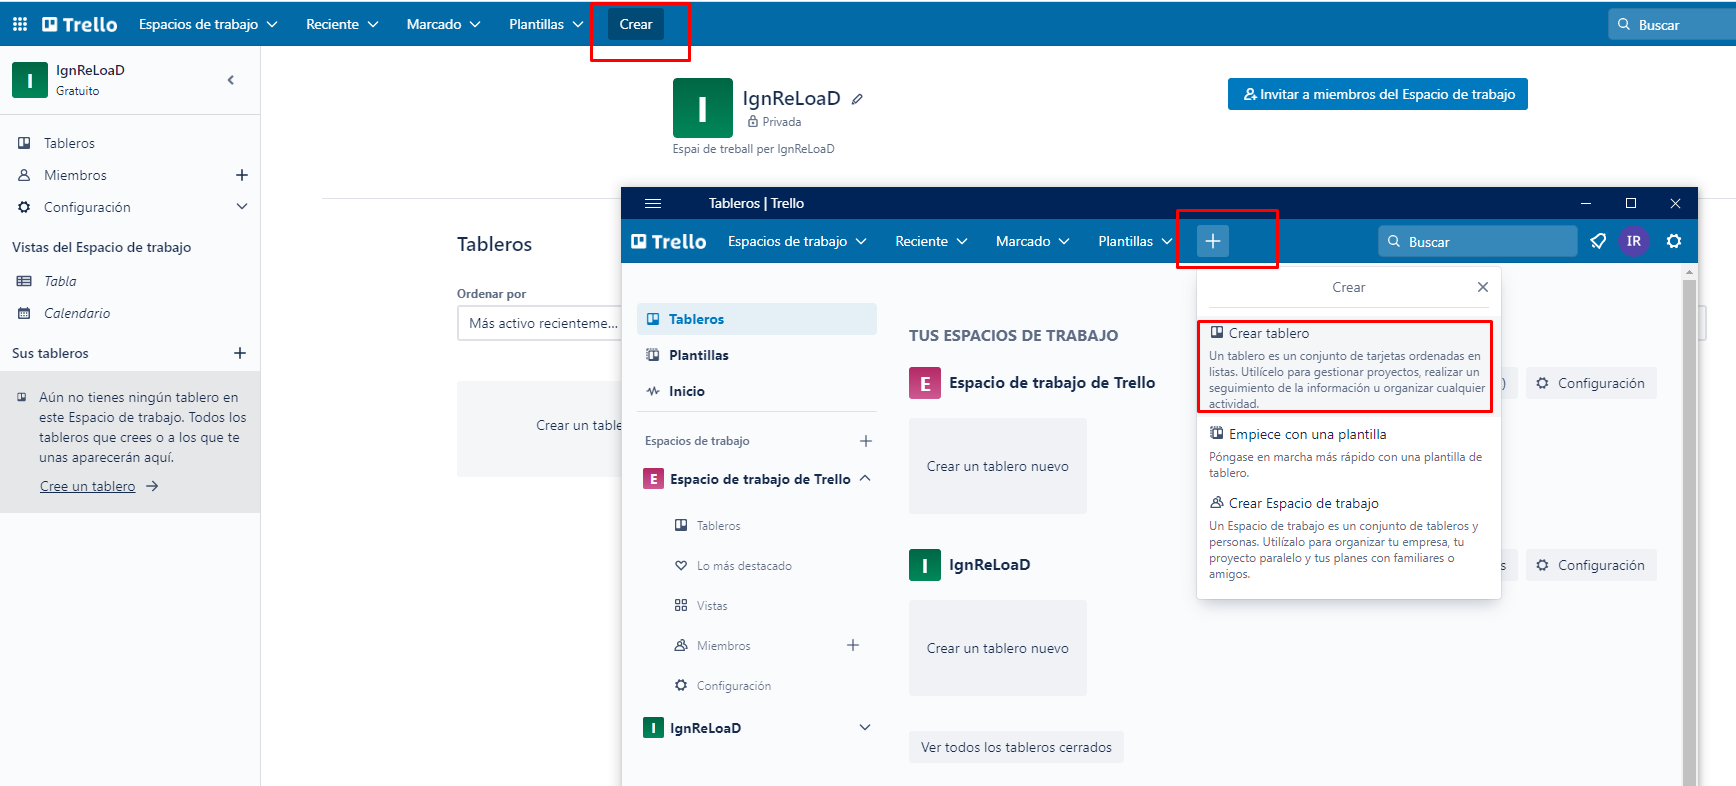 Trello
Espacios de trabajo
Reciente
Marcado
Plantillas
Crear
Buscar
I
IgnReLoaD
Gratuito
Tableros
Miembros
Configuración
Vistas del Espacio de trabajo
Tabla
Calendario
Sus tableros
Aún no tienes ningún tablero en
este Espacio de trabajo. Todos los
tableros que crees o a los que te
unas aparecerán aquí.
Cree un tablero
I
IgnReLoaD
Privada
Espai de treball per IgnReLoaD
Invitar a miembros del Espacio de trabajo
Tableros
Ordenar por
Más activo recienteme...
Crear un table
Tableros | Trello
Trello
Espacios de trabajo
Reciente
Marcado
Plantillas
Buscar
IR
Tableros
Plantillas
Inicio
Espacios de trabajo
E
Espacio de trabajo de Trello
Tableros
Lo más destacado
Vistas
Miembros
Configuración
I
IgnReLoaD
TUS ESPACIOS DE TRABAJO
E
Espacio de trabajo de Trello
)
Configuración
Crear un tablero nuevo
I
IgnReLoaD
s
Configuración
Crear un tablero nuevo
Ver todos los tableros cerrados
Crear
Crear tablero
Un tablero es un conjunto de tarjetas ordenadas en
listas. Utilícelo para gestionar proyectos, realizar un
seguimiento de la información u organizar cualquier
actividad.
Empiece con una plantilla
Póngase en marcha más rápido con una plantilla de
tablero.
Crear Espacio de trabajo
Un Espacio de trabajo es un conjunto de tableros y
personas. Utilízalo para organizar tu empresa, tu
proyecto paralelo y tus planes con familiares o
amigos.